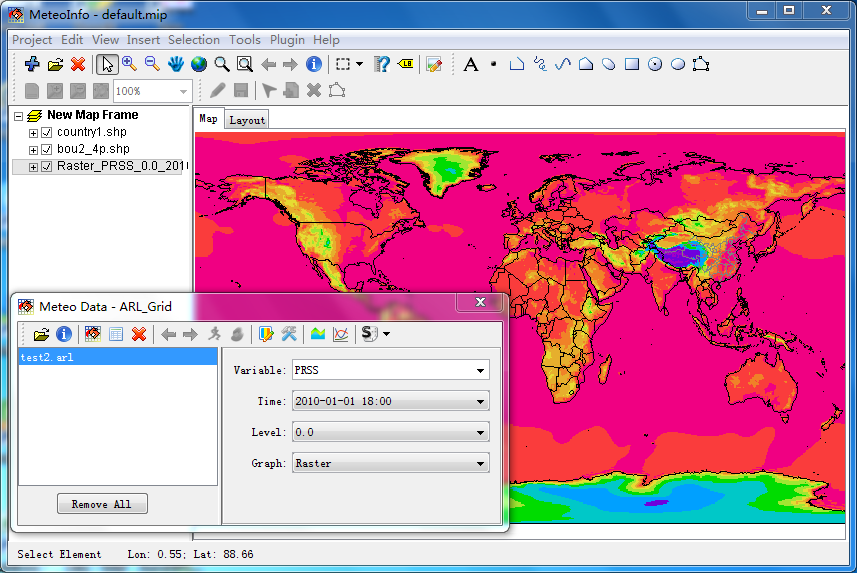 MeteoInfo - default.mip
Project Edit View Insert Selection Tools Plugin Help
LB A
100%
New Map Frame
country1.shp
bou2_4p.shp
Raster_PRSS_0.0_2010
Map Layout
Meteo Data - ARL_Grid
S
test2.arl
Variable: PRSS
Time: 2010-01-01 18:00
Level: 0.0
Graph: Raster
Remove All
Select Element Lon: 0.55; Lat: 88.66